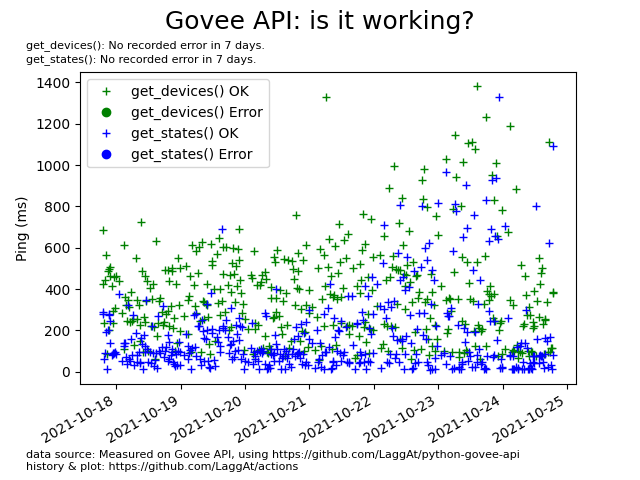 Govee API: is it working?
get_devices(): No recorded error in 7 days.
get_states(): No recorded error in 7 days.
get_devices() OK
get_devices() Error
get_states() OK
get_states() Error
Ping (ms)
1400
1200
1000
800
600
400
200
0
2021-10-18
2021-10-19
2021-10-20
2021-10-21
2021-10-22
2021-10-23
2021-10-24
2021-10-25
data source: Measured on Govee API, using https://github.com/LaggAt/python-govee-api
history & plot: https://github.com/LaggAt/actions